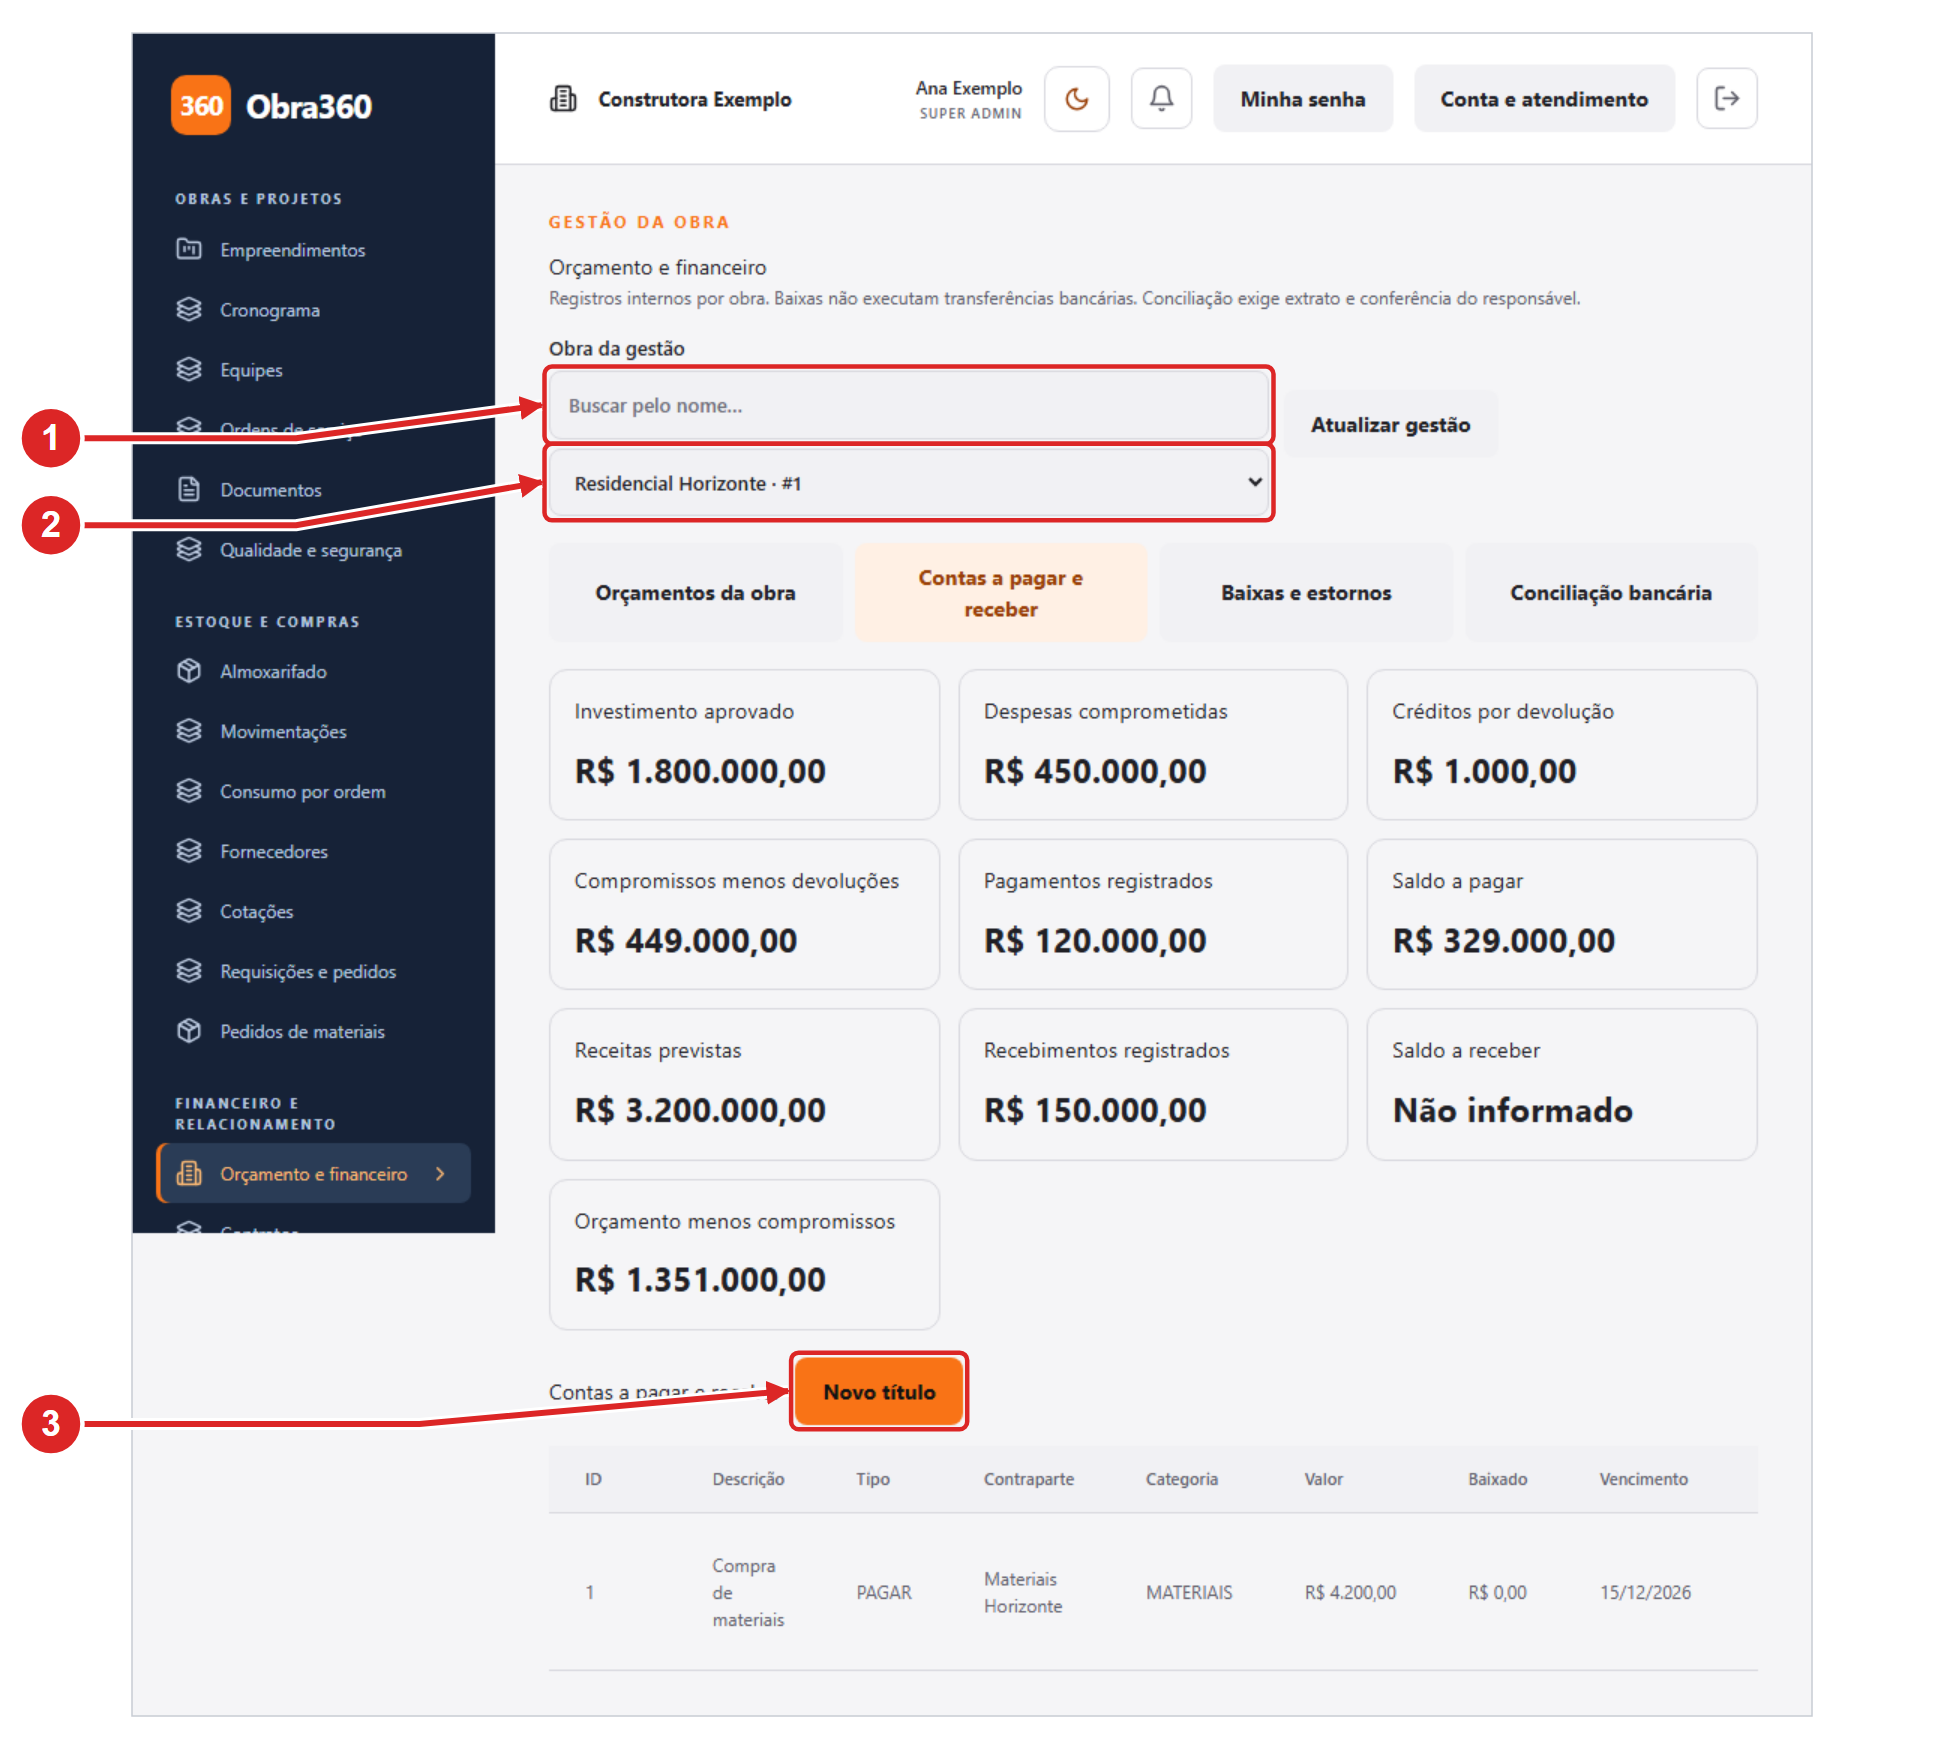 360 Obra360
Construtora Exemplo
Ana Exemplo
SUPER ADMIN
Minha senha
Conta e atendimento
OBRAS E PROJETOS
Empreendimentos
Cronograma
Equipes
Documentos
Qualidade e segurança
ESTOQUE E COMPRAS
Almoxarifado
Movimentações
Consumo por ordem
Fornecedores
Cotações
Requisições e pedidos
Pedidos de materiais
FINANCEIRO E
RELACIONAMENTO
Orçamento e financeiro
1
2
3
GESTÃO DA OBRA
Orçamento e financeiro
Registros internos por obra. Baixas não executam transferências bancárias. Conciliação exige extrato e conferência do responsável.
Obra da gestão
Buscar pelo nome...
Atualizar gestão
Residencial Horizonte · #1
Orçamentos da obra
Contas a pagar e
receber
Baixas e estornos
Conciliação bancária
Investimento aprovado
R$ 1.800.000,00
Despesas comprometidas
R$ 450.000,00
Créditos por devolução
R$ 1.000,00
Compromissos menos devoluções
R$ 449.000,00
Pagamentos registrados
R$ 120.000,00
Saldo a pagar
R$ 329.000,00
Receitas previstas
R$ 3.200.000,00
Recebimentos registrados
R$ 150.000,00
Saldo a receber
Não informado
Orçamento menos compromissos
R$ 1.351.000,00
Contas a pagar e
Novo título
ID Descrição Tipo Contraparte Categoria Valor Baixado Vencimento
1 Compra de materiais PAGAR Materiais Horizonte MATERIAIS R$ 4.200,00 R$ 0,00 15/12/2026